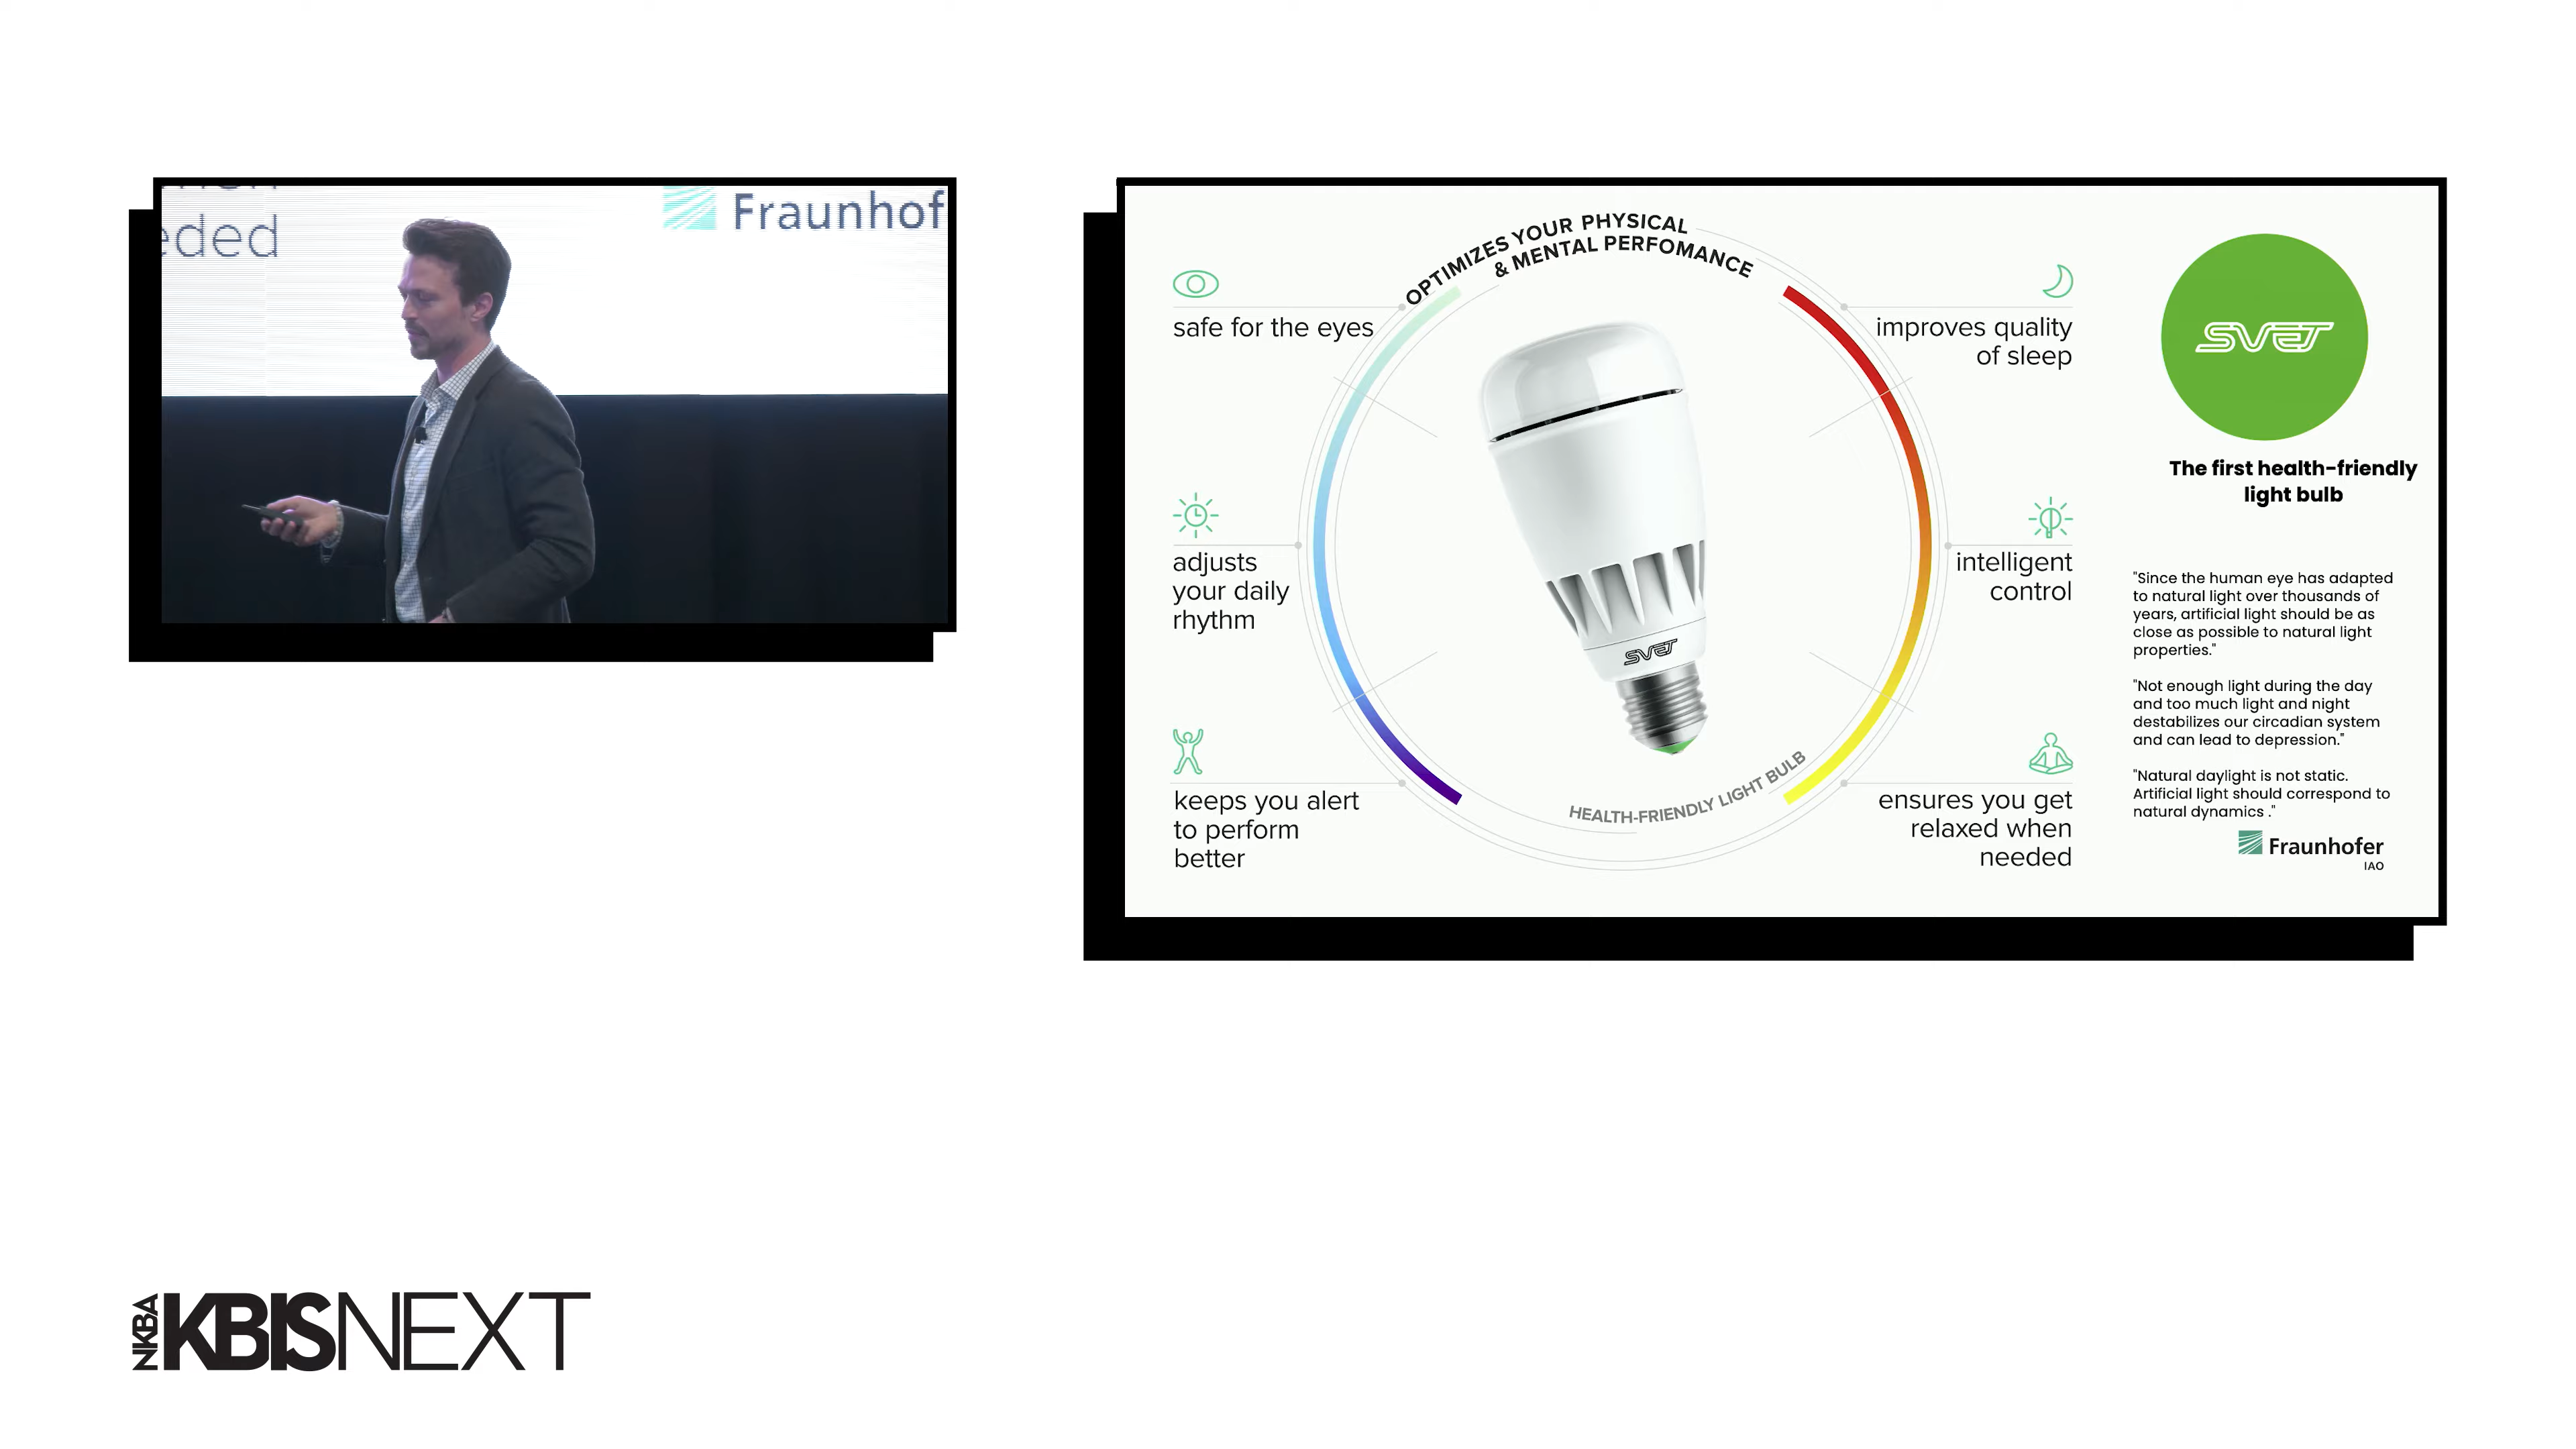 eded
Fraunhof
OPTIMIZES YOUR PHYSICAL
& MENTAL PERFOMANCE
safe for the eyes
adjusts
your daily
rhythm
keeps you alert
to perform
better
improves quality
of sleep
intelligent
control
ensures you get
relaxed when
needed
SVET
HEALTH-FRIENDLY LIGHT BULB
SVET
The first health-friendly
light bulb
"Since the human eye has adapted
to natural light over thousands of
years, artificial light should be as
close as possible to natural light
properties."
"Not enough light during the day
and too much light and night
destabilizes our circadian system
and can lead to depression."
"Natural daylight is not static.
Artificial light should correspond to
natural dynamics ."
Fraunhofer
IAO
NKBA
KBISNEXT